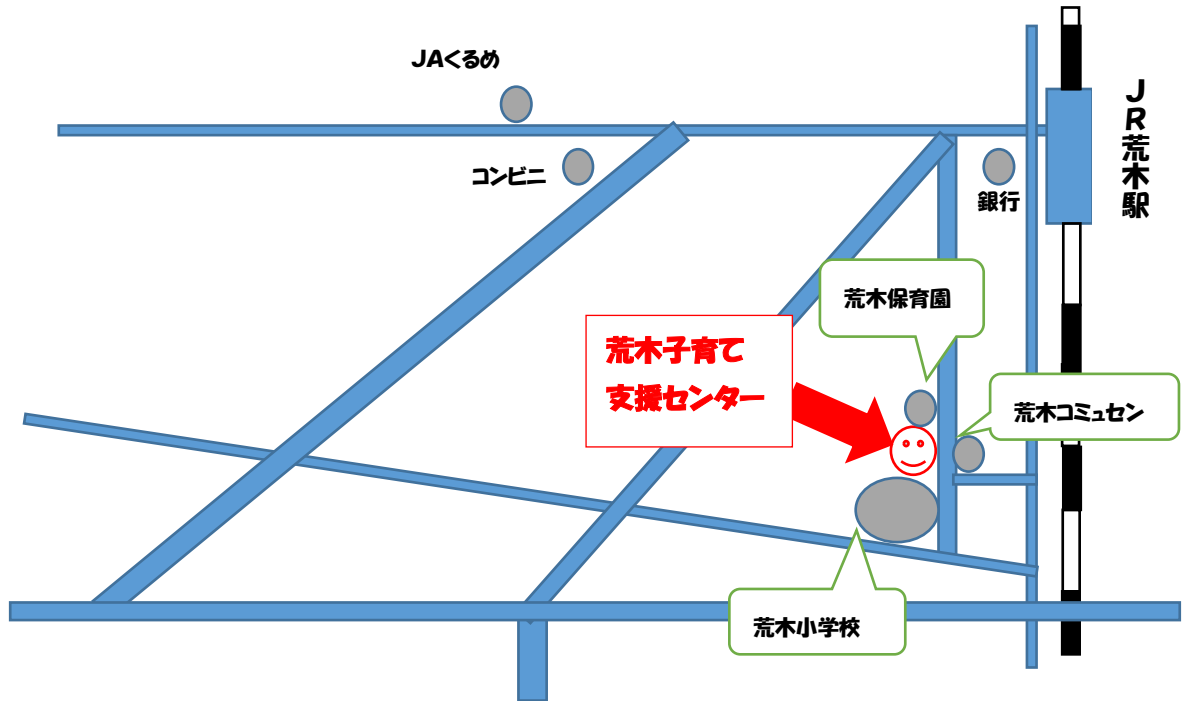 JAくるめ
コンビニ
銀行
JR荒木駅
荒木保育園
荒木子育て
支援センター
荒木コミュセン
荒木小学校